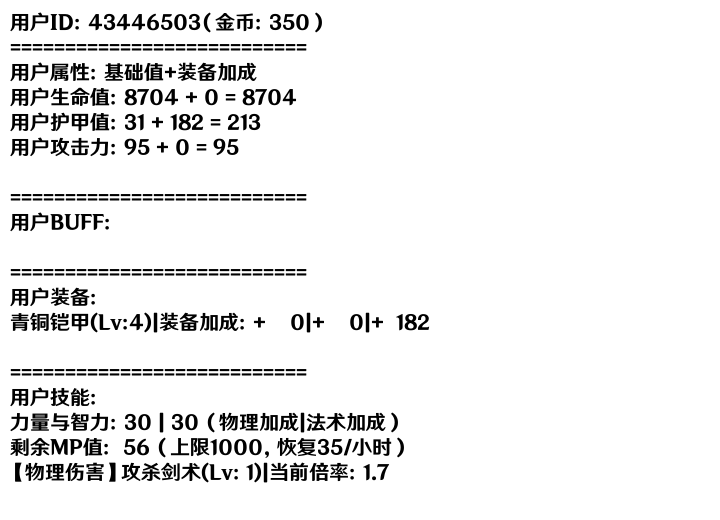 用户ID: 43446503(金币: 350)
===========================
用户属性: 基础值+装备加成
用户生命值: 8704 + 0 = 8704
用户护甲值: 31 + 182 = 213
用户攻击力: 95 + 0 = 95
===========================
用户BUFF:
===========================
用户装备:
青铜铠甲(Lv:4)|装备加成: +    0|+    0|+  182
===========================
用户技能:
力量与智力: 30 | 30 (物理加成|法术加成)
剩余MP值:  56 (上限1000, 恢复35/小时)
【物理伤害】攻杀剑术(Lv: 1)|当前倍率: 1.7